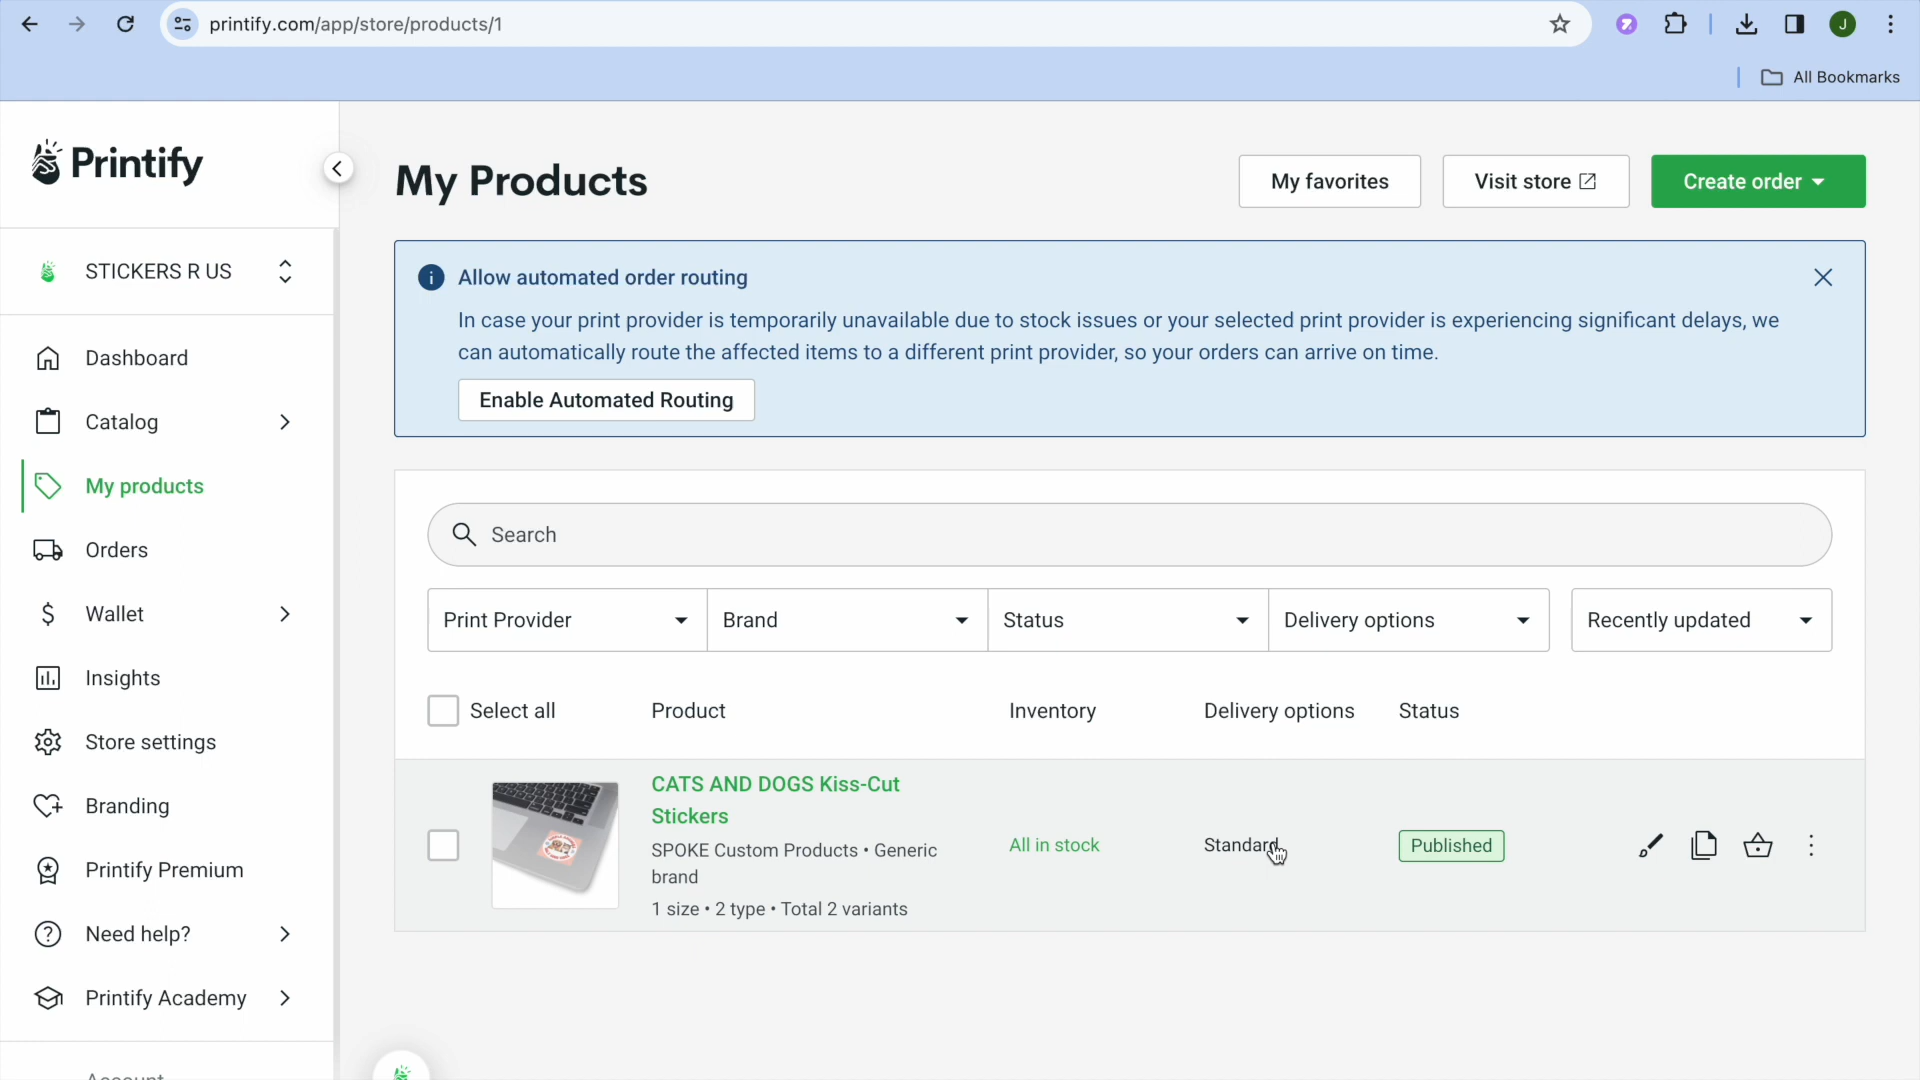 printify.com/app/store/products/1
J
All Bookmarks
Printify
My Products
My favorites
Visit store
Create order
STICKERS R US
Allow automated order routing
In case your print provider is temporarily unavailable due to stock issues or your selected print provider is experiencing significant delays, we
can automatically route the affected items to a different print provider, so your orders can arrive on time.
Enable Automated Routing
Dashboard
Catalog
My products
Orders
Wallet
Insights
Store settings
Branding
Printify Premium
Need help?
Printify Academy
Account
Search
Print Provider
Brand
Status
Delivery options
Recently updated
Select all
Product
Inventory
Delivery options
Status
CATS AND DOGS Kiss-Cut
Stickers
SPOKE Custom Products • Generic
brand
1 size • 2 type • Total 2 variants
All in stock
Standard
Published